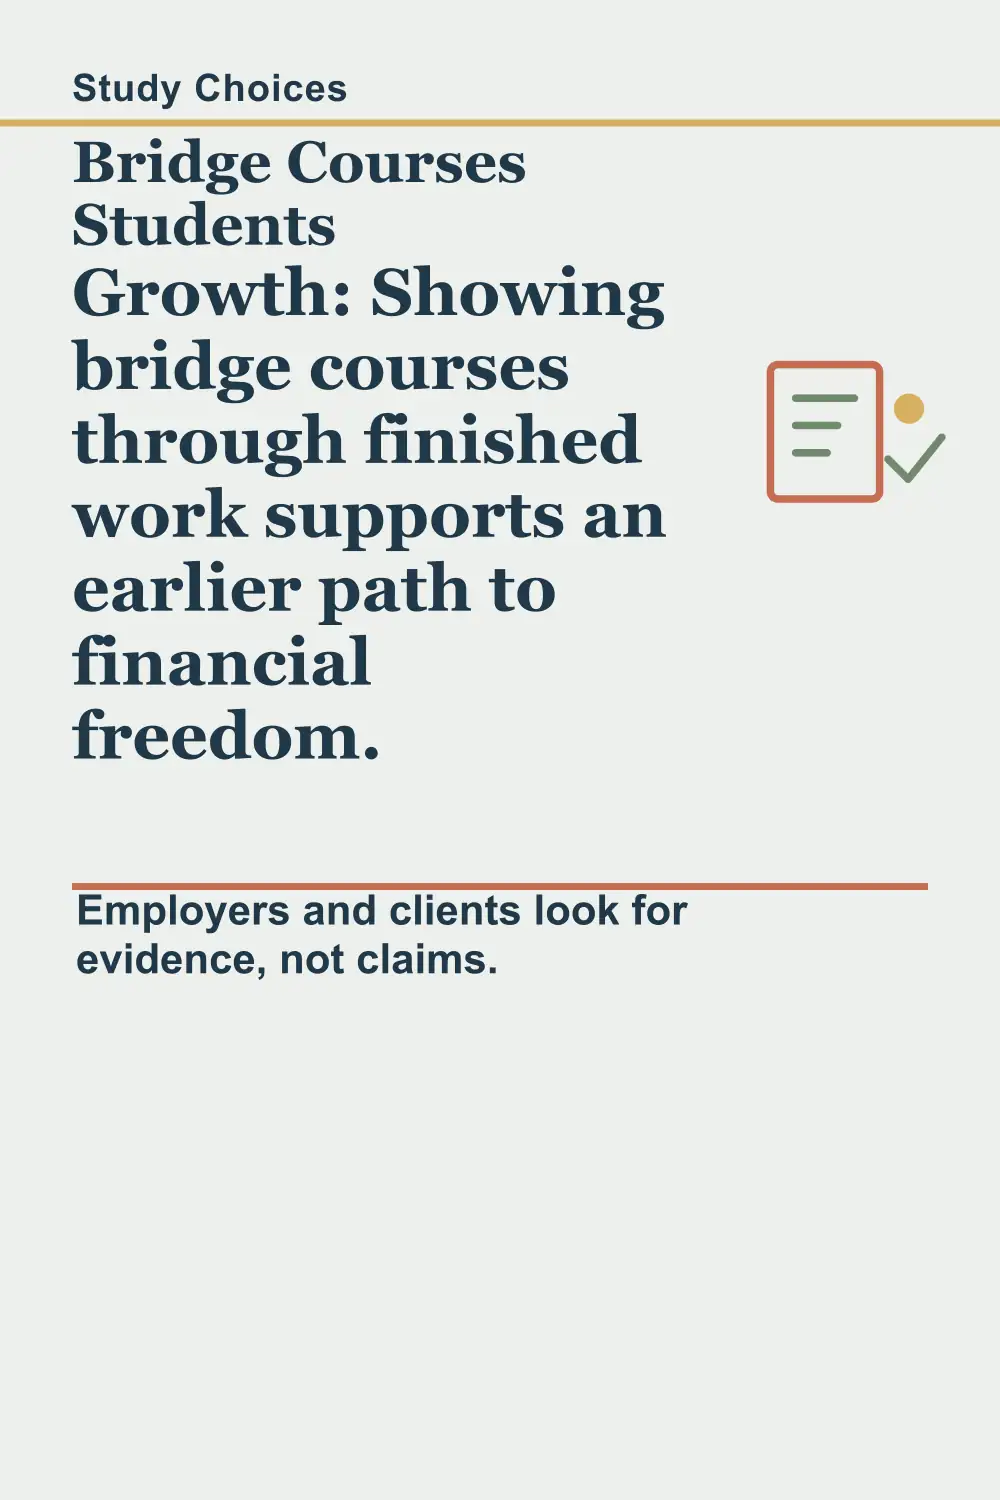 Study Choices
Bridge Courses
Students
Growth: Showing
bridge courses
through finished
work supports an
earlier path to
financial
freedom.
Employers and clients look for
evidence, not claims.